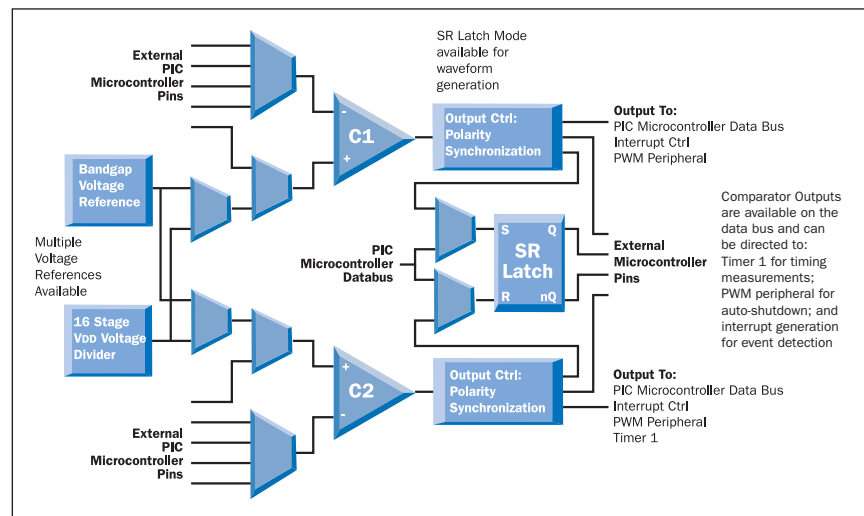 SR Latch Mode
available for
waveform
generation
External
PIC
Microcontroller
Pins
-
C1
+
Output Ctrl:
Polarity
Synchronization
Output To:
PIC Microcontroller Data Bus
Interrupt Ctrl
PWM Peripheral
Bandgap
Voltage
Reference
Multiple
Voltage
References
Available
PIC
Microcontroller
Databus
S Q
SR
Latch
R nQ
External
Microcontroller
Pins
Comparator Outputs
are available on the
data bus and can
be directed to:
Timer 1 for timing
measurements;
PWM peripheral for
auto-shutdown; and
interrupt generation
for event detection
16 Stage
VDD Voltage
Divider
+
C2
-
Output Ctrl:
Polarity
Synchronization
Output To:
PIC Microcontroller Data Bus
Interrupt Ctrl
PWM Peripheral
Timer 1
External
PIC
Microcontroller
Pins